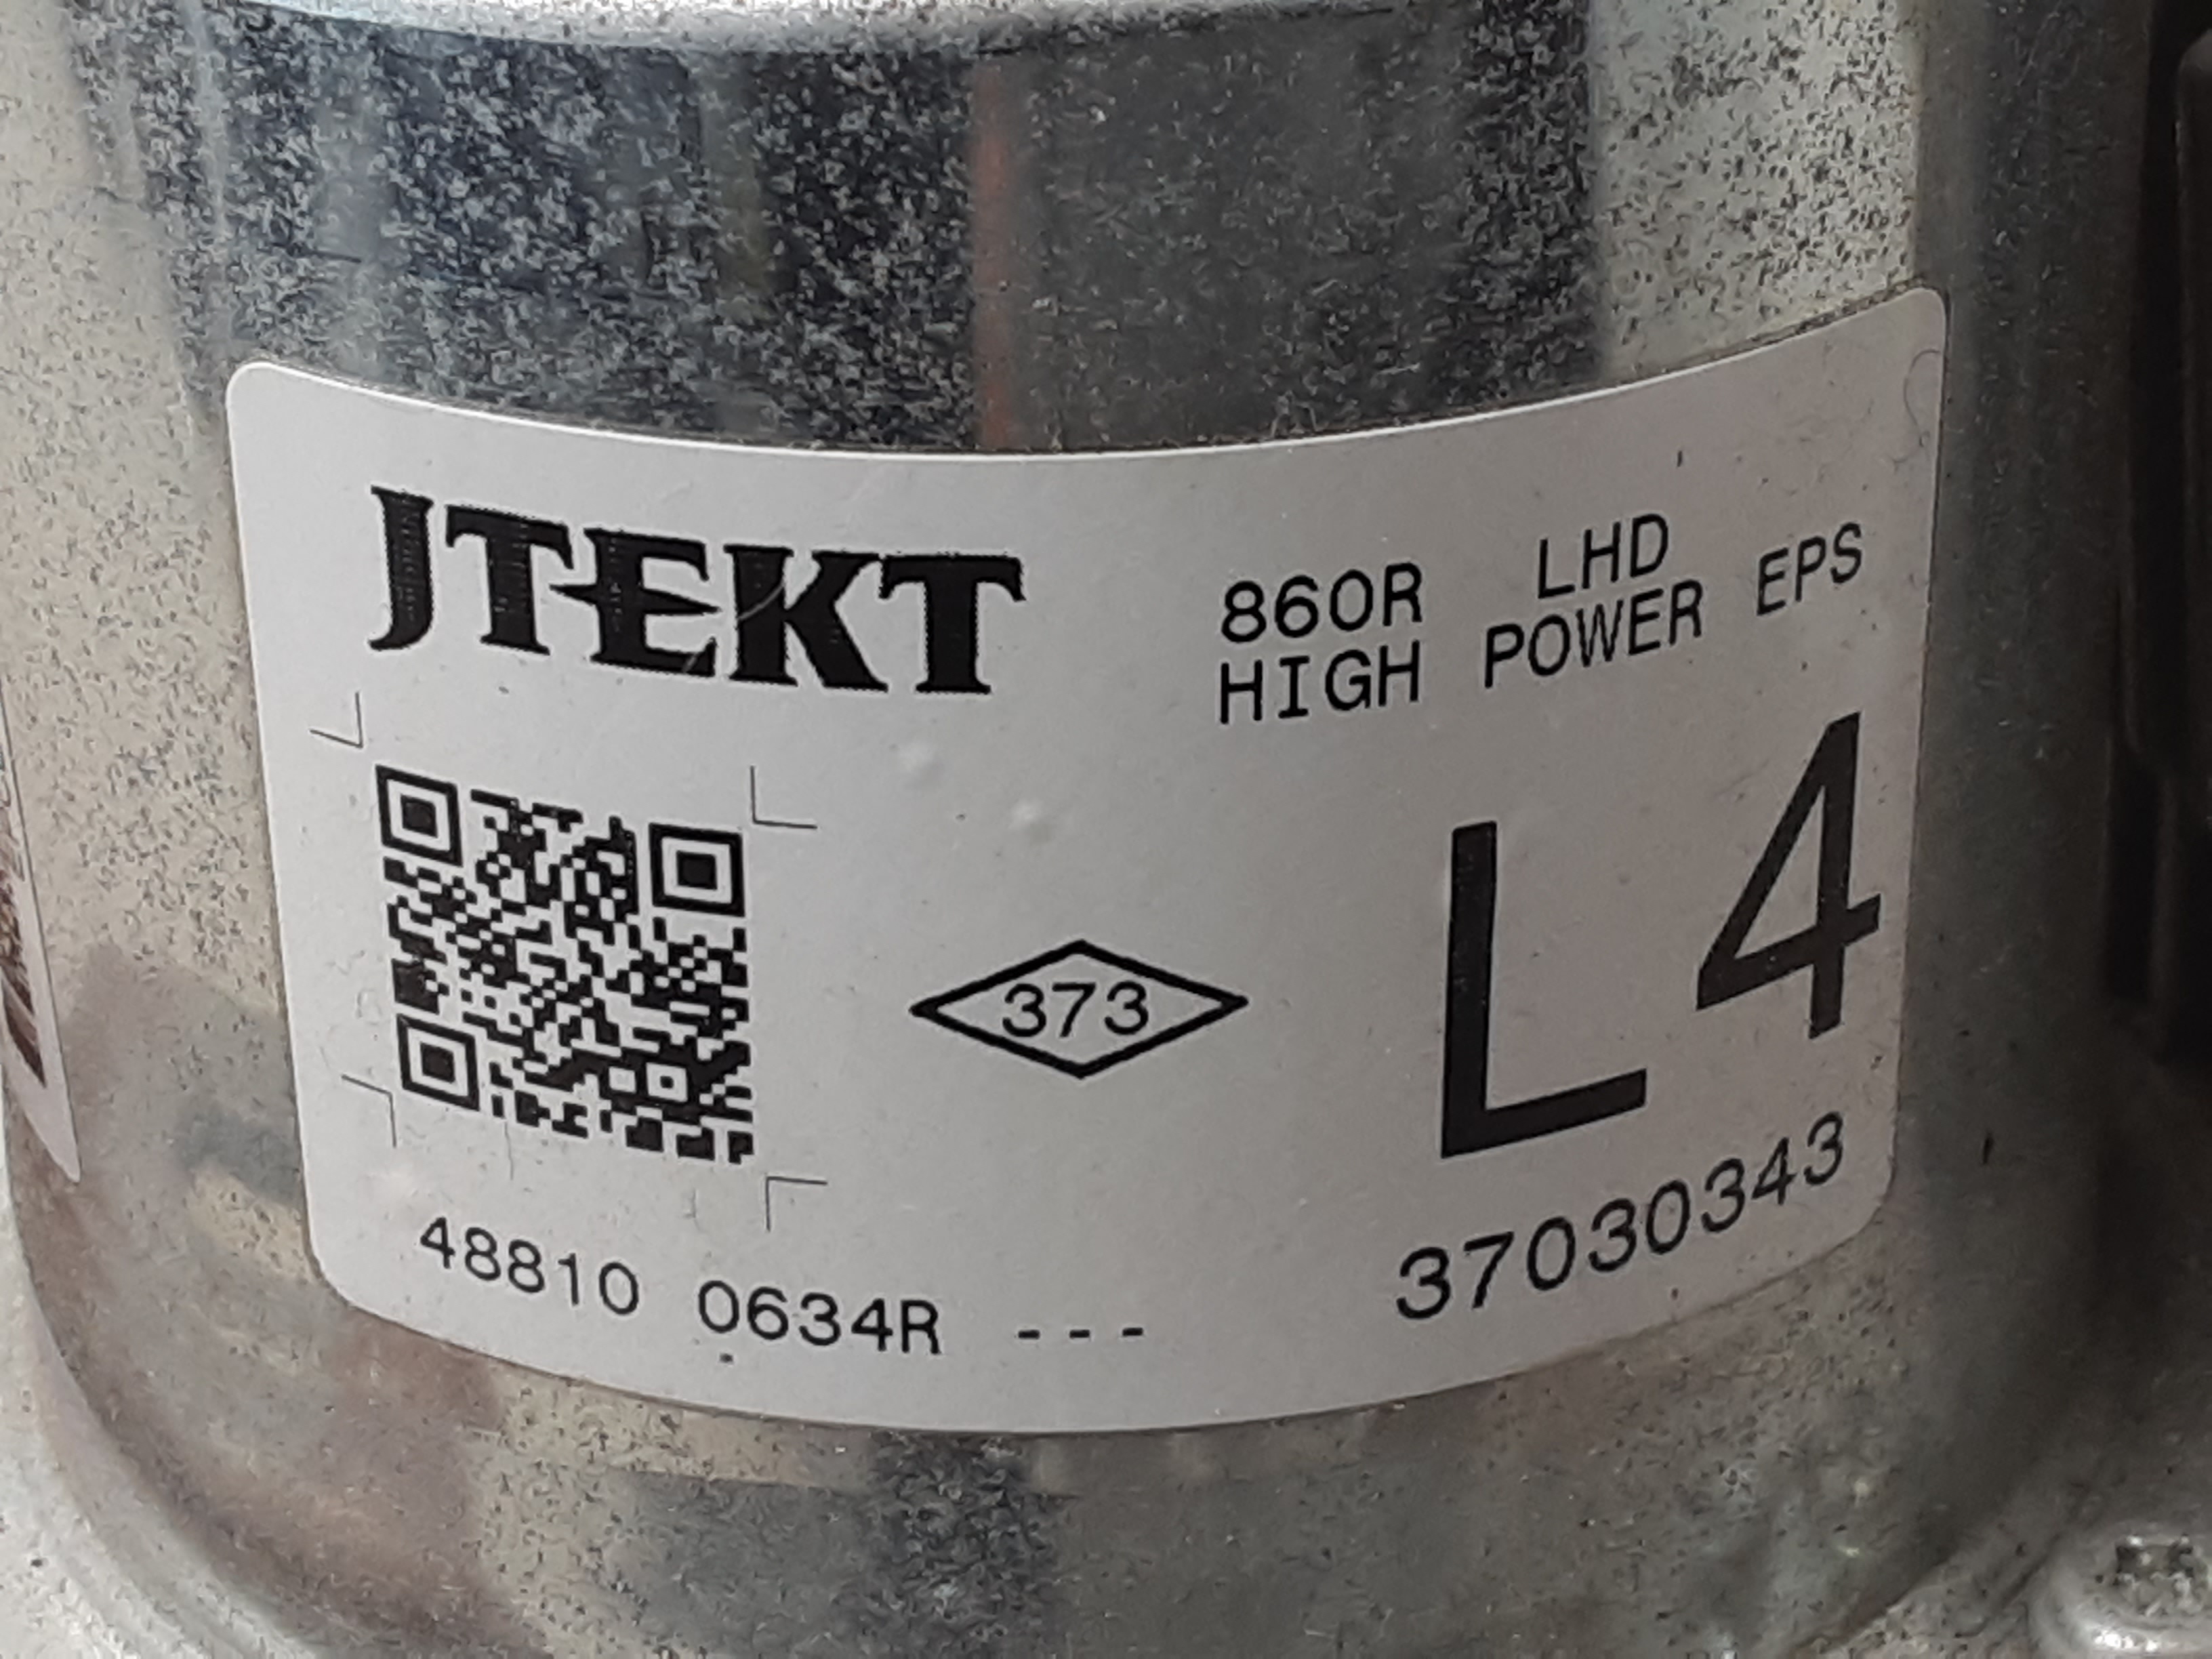 JTEKT
860R LHD
HIGH POWER EPS
L4
373
48810 0634R ---
37030343